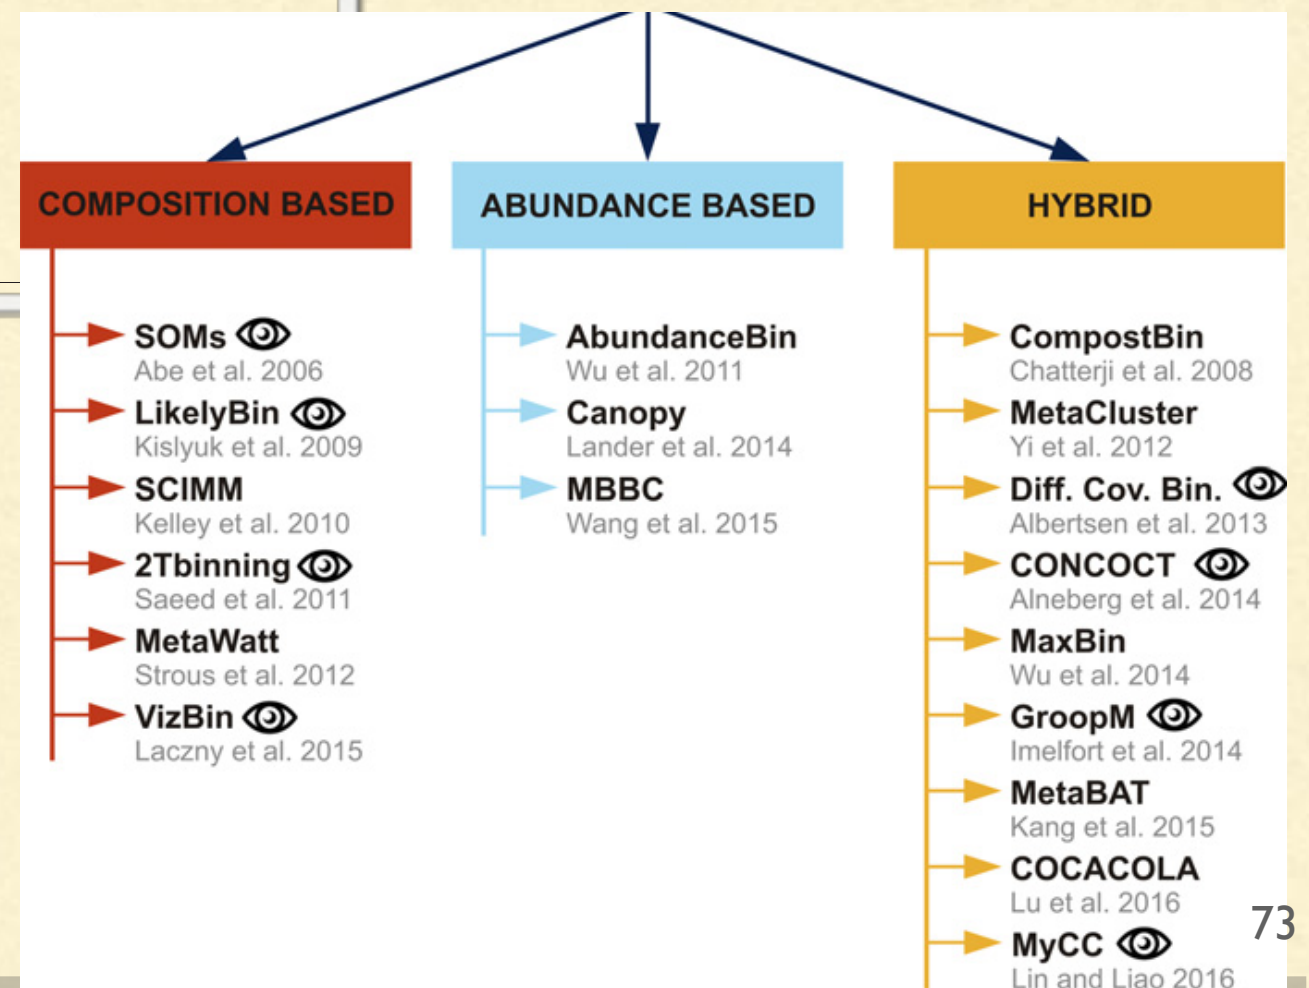 COMPOSITION BASED
SOMs
Abe et al. 2006
LikelyBin
Kislyuk et al. 2009
SCIMM
Kelley et al. 2010
2Tbinning
Saeed et al. 2011
MetaWatt
Strous et al. 2012
VizBin
Laczny et al. 2015
ABUNDANCE BASED
AbundanceBin
Wu et al. 2011
Canopy
Lander et al. 2014
MBBC
Wang et al. 2015
HYBRID
CompostBin
Chatterji et al. 2008
MetaCluster
Yi et al. 2012
Diff. Cov. Bin.
Albertsen et al. 2013
CONCOCT
Alneberg et al. 2014
MaxBin
Wu et al. 2014
GroopM
Imelfort et al. 2014
MetaBAT
Kang et al. 2015
COCACOLA
Lu et al. 2016
MyCC
Lin and Liao 2016
73